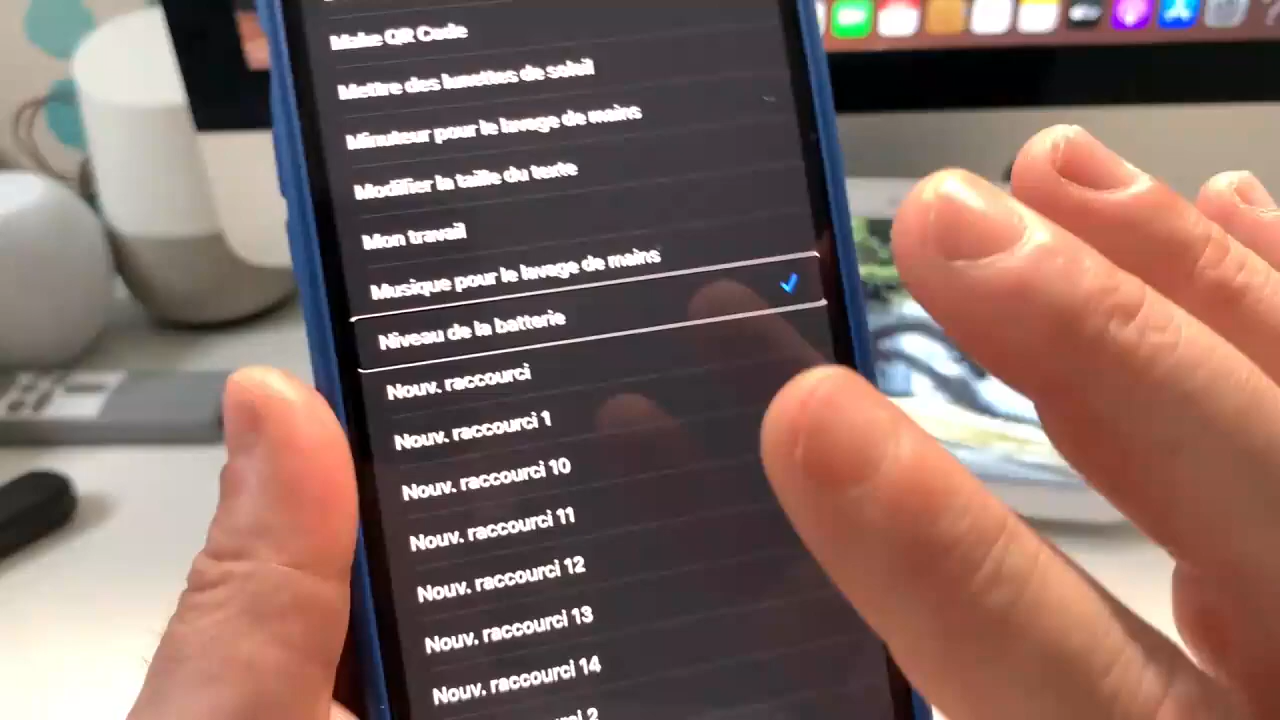 Make QR Code
Mettre des lunettes de soleil
Minuteur pour le lavage de mains
Modifier la taille du texte
Mon travail
Musique pour le lavage de mains
Niveau de la batterie
Nouv. raccourci
Nouv. raccourci 1
Nouv. raccourci 10
Nouv. raccourci 11
Nouv. raccourci 12
Nouv. raccourci 13
Nouv. raccourci 14